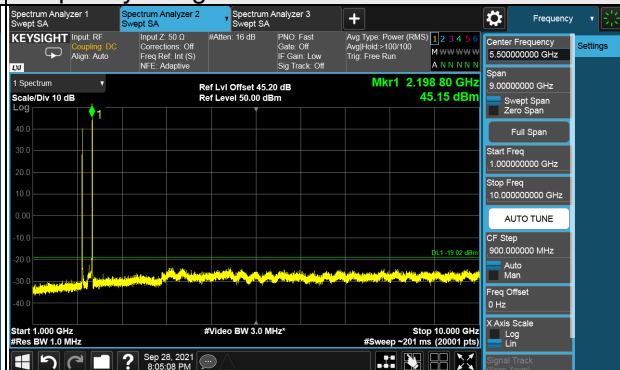 Spectrum Analyzer 1
Swept SA
Spectrum Analyzer 2
Swept SA
Spectrum Analyzer 3
Swept SA
+
Frequency
KEYSIGHT
LXI
Input: RF
Coupling: DC
Align: Auto
Input Z: 50 Ω
Corrections: Off
Freq Ref: Int (S)
NFE: Adaptive
#Atten: 16 dB
PNO: Fast
Gate: Off
IF Gain: Low
Sig Track: Off
Avg Type: Power (RMS)
Avg|Hold:>100/100
Trig: Free Run
1 2 3 4 5 6
M W W W W W
A N N N N N
1 Spectrum
Scale/Div 10 dB
Log
Ref Lvl Offset 45.20 dB
Ref Level 50.00 dBm
Mkr1 2.198 80 GHz
45.15 dBm
1
40.0
30.0
20.0
10.0
0.00
-10.0
-20.0
-30.0
-40.0
DL1 -19.02 dBm
Start 1.000 GHz
#Res BW 1.0 MHz
#Video BW 3.0 MHz*
Stop 10.000 GHz
#Sweep ~201 ms (20001 pts)
Sep 28, 2021
8:05:08 PM
Center Frequency
5.500000000 GHz
Settings
Span
9.00000000 GHz
Swept Span
Zero Span
Full Span
Start Freq
1.000000000 GHz
Stop Freq
10.000000000 GHz
AUTO TUNE
CF Step
900.000000 MHz
Auto
Man
Freq Offset
0 Hz
X Axis Scale
Log
Lin
Signal Track